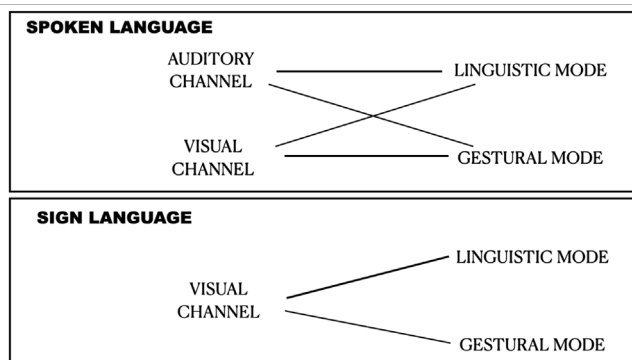 SPOKEN LANGUAGE
AUDITORY
CHANNEL
LINGUISTIC MODE
VISUAL
CHANNEL
GESTURAL MODE
SIGN LANGUAGE
LINGUISTIC MODE
VISUAL
CHANNEL
GESTURAL MODE